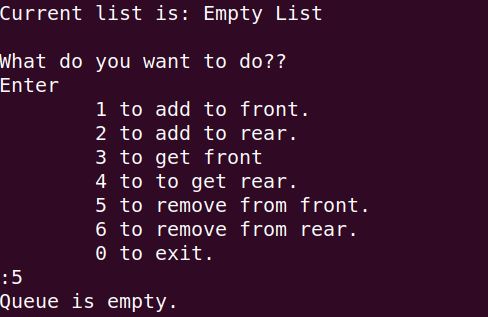 Current list is: Empty List
What do you want to do??
Enter
1 to add to front.
2 to add to rear.
3 to get front
4 to to get rear.
5 to remove from front.
6 to remove from rear.
0 to exit.
:5
Queue is empty.